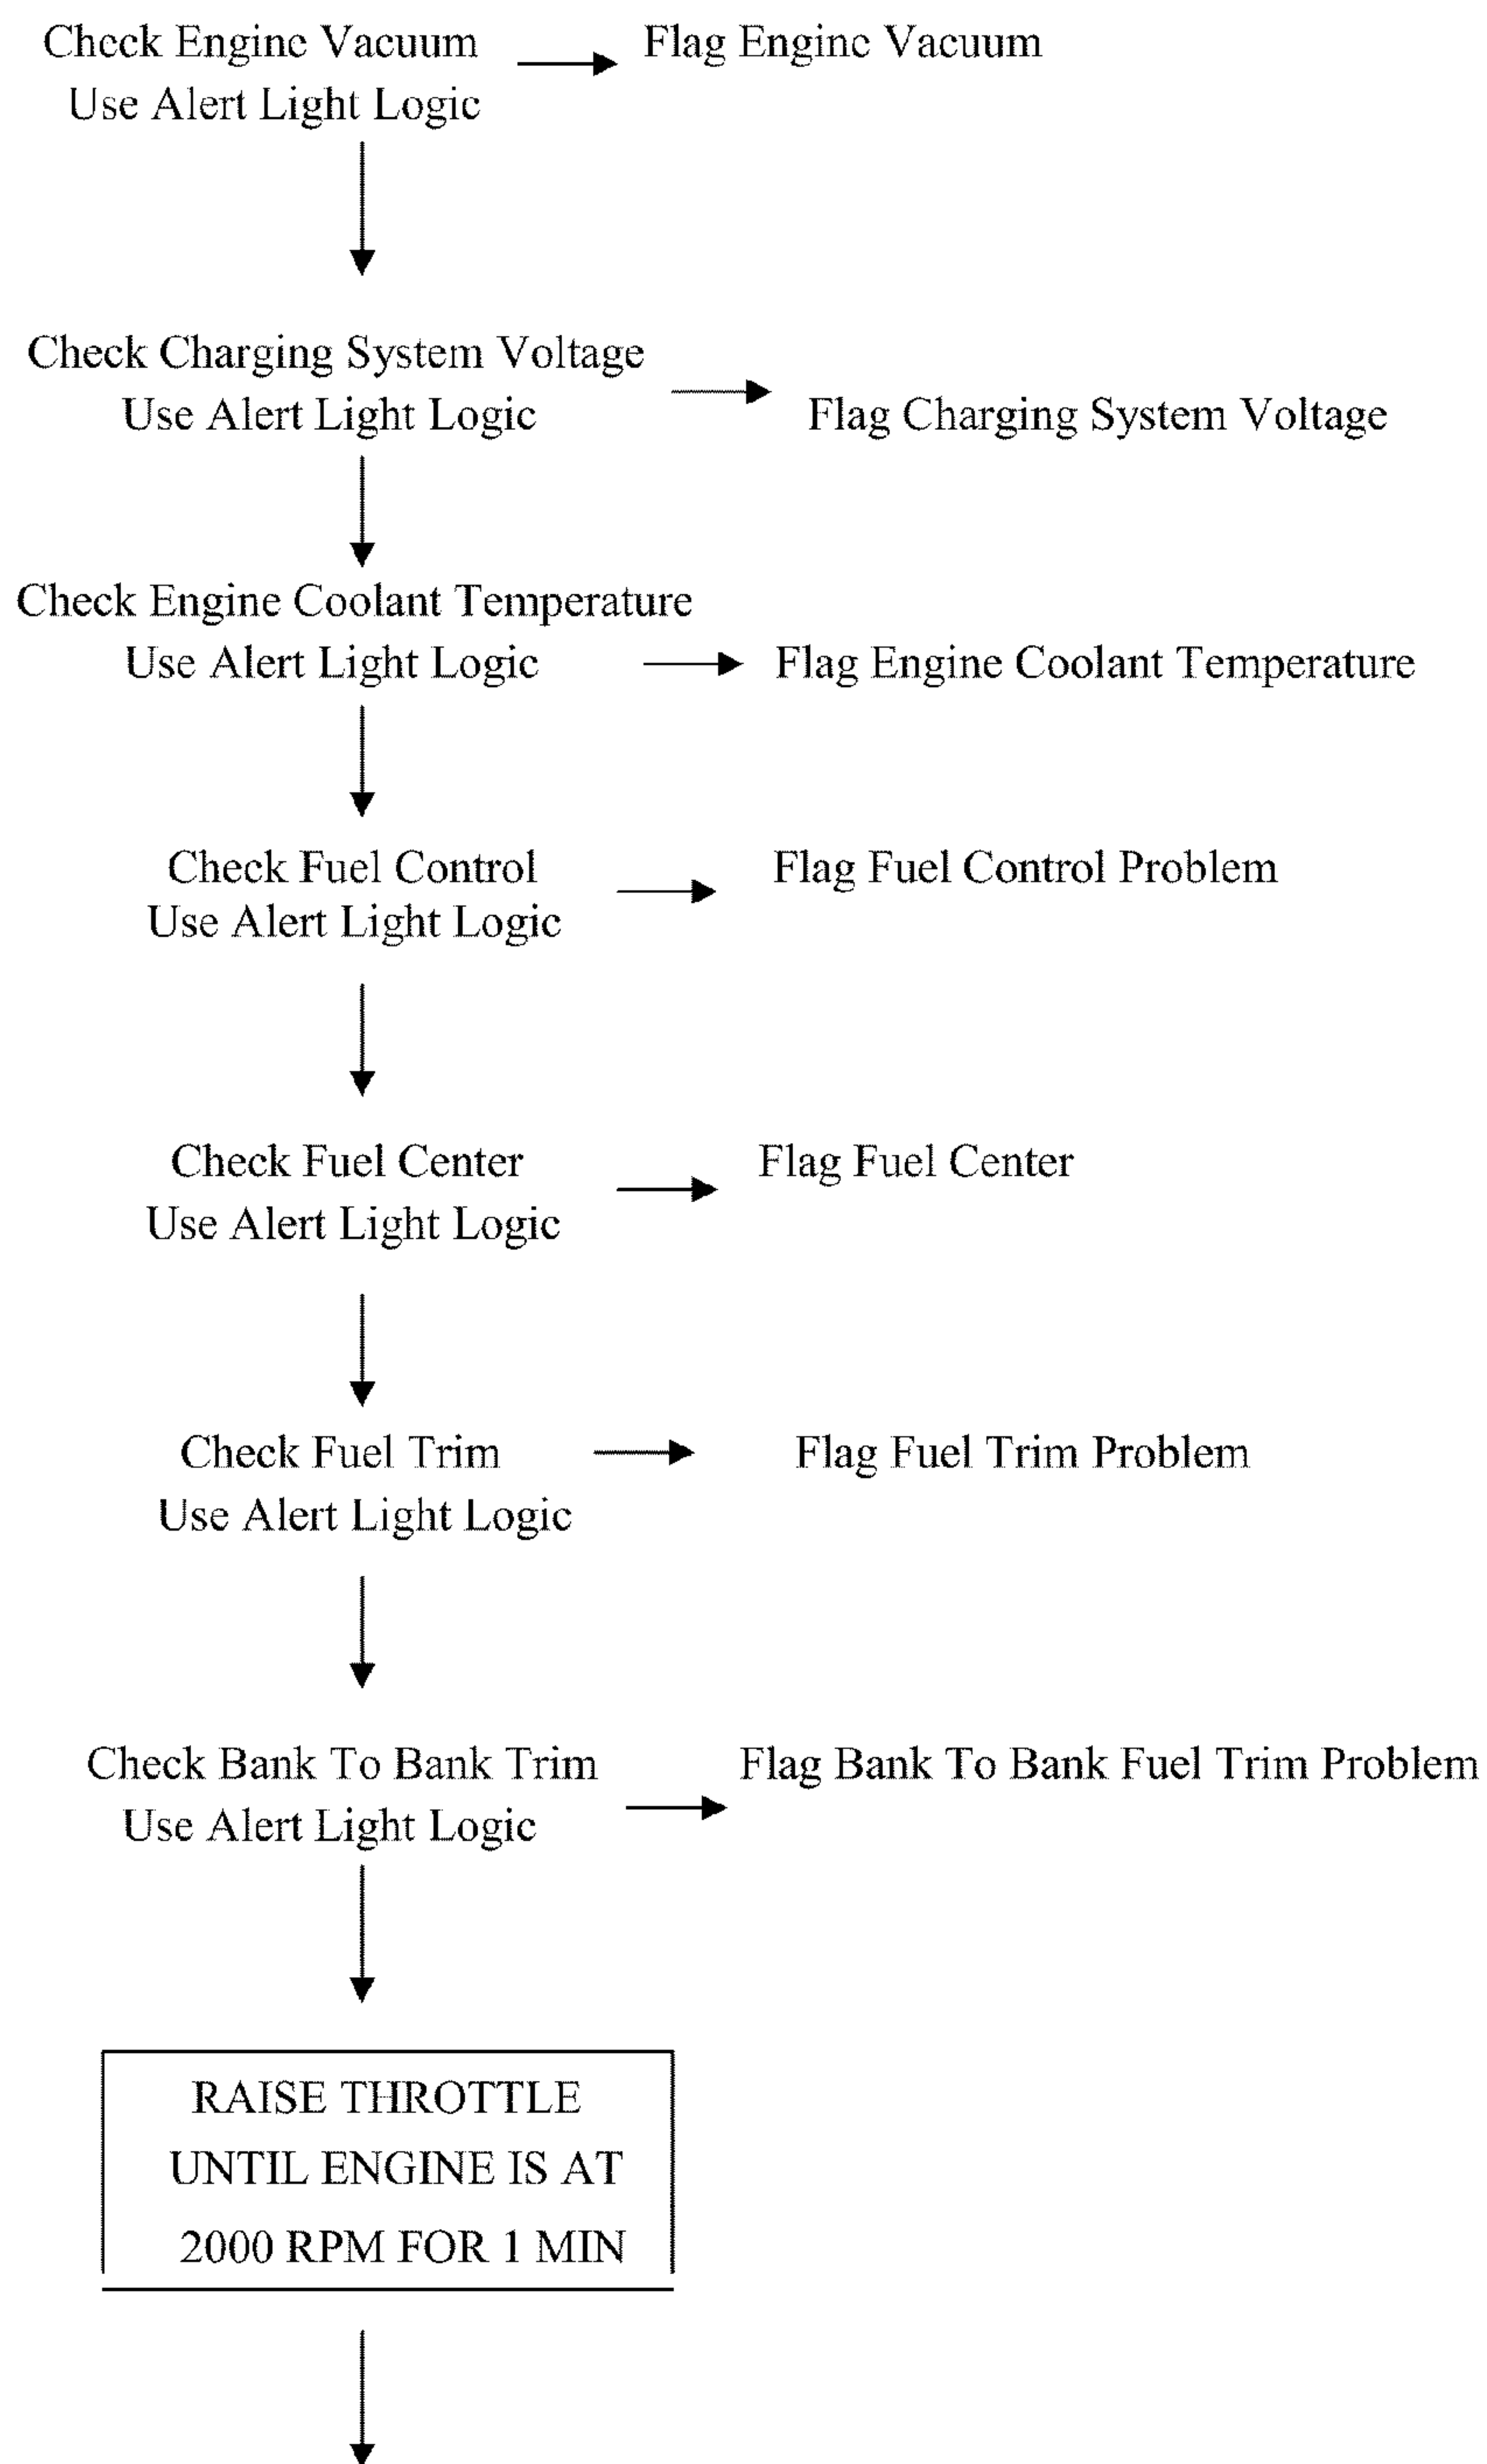 Check Engine Vacuum
Use Alert Light Logic
Flag Engine Vacuum
Check Charging System Voltage
Use Alert Light Logic
Flag Charging System Voltage
Check Engine Coolant Temperature
Use Alert Light Logic
Flag Engine Coolant Temperature
Check Fuel Control
Use Alert Light Logic
Flag Fuel Control Problem
Check Fuel Center
Use Alert Light Logic
Flag Fuel Center
Check Fuel Trim
Use Alert Light Logic
Flag Fuel Trim Problem
Check Bank To Bank Trim
Use Alert Light Logic
Flag Bank To Bank Fuel Trim Problem
RAISE THROTTLE
UNTIL ENGINE IS AT
2000 RPM FOR 1 MIN